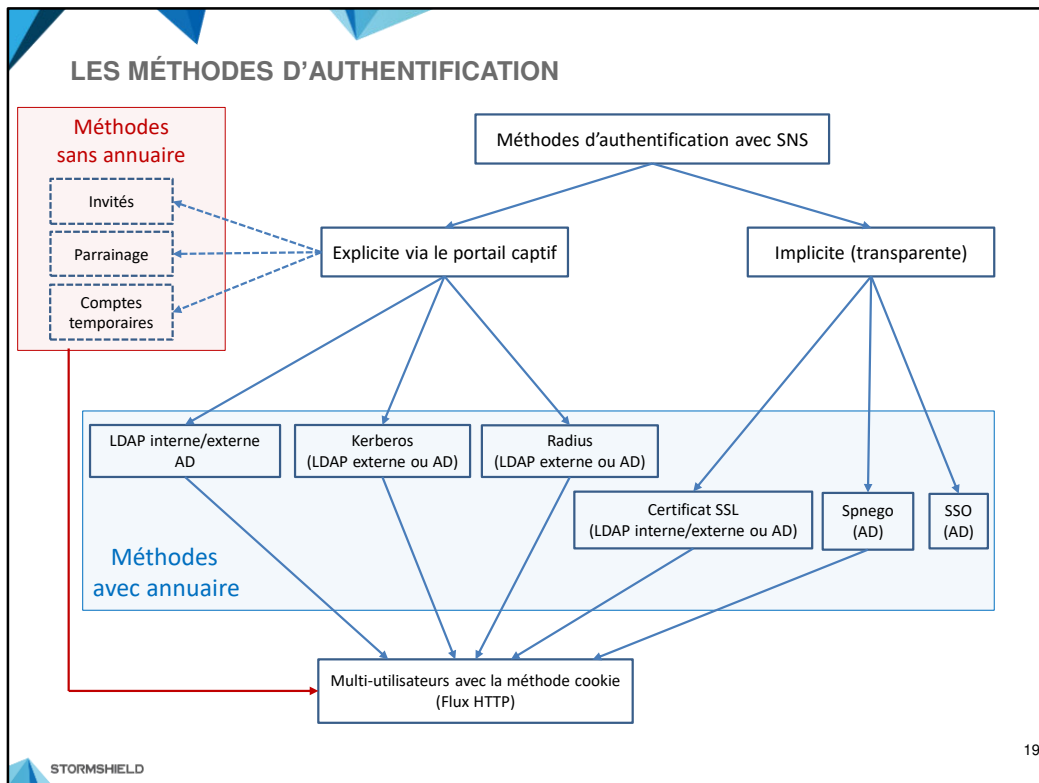 LES MÉTHODES D'AUTHENTIFICATION
Méthodes
sans annuaire
Invités
Parrainage
Comptes
temporaires
Méthodes d'authentification avec SNS
Explicite via le portail captif
Implicite (transparente)
LDAP interne/externe
AD
Kerberos
(LDAP externe ou AD)
Radius
(LDAP externe ou AD)
Certificat SSL
(LDAP interne/externe ou AD)
Spnego
(AD)
SSO
(AD)
Méthodes
avec annuaire
Multi-utilisateurs avec la méthode cookie
(Flux HTTP)
19
STORMSHIELD